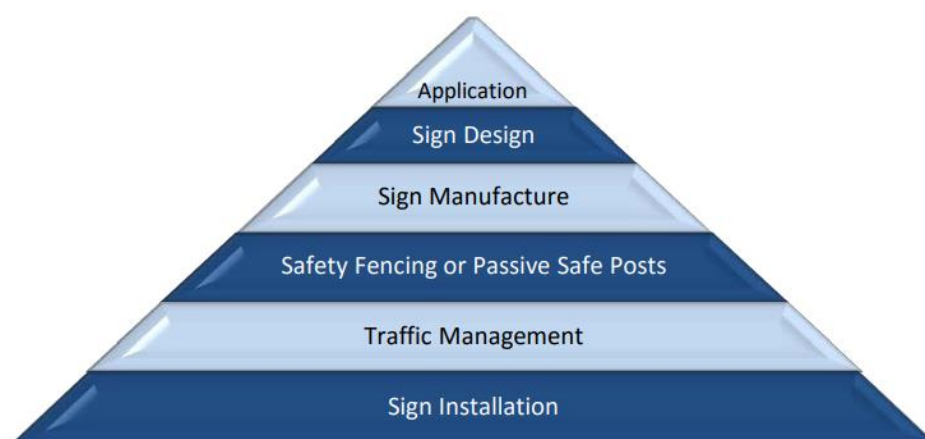 Application
Sign Design
Sign Manufacture
Safety Fencing or Passive Safe Posts
Traffic Management
Sign Installation